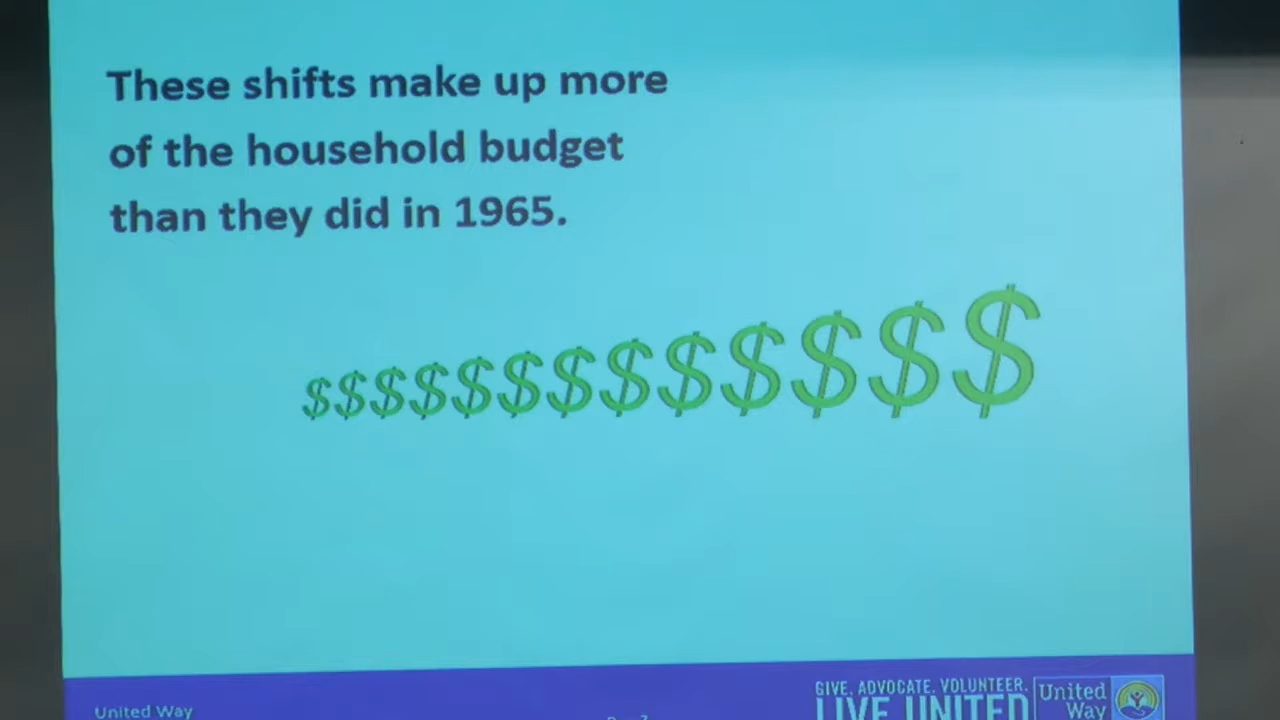 These shifts make up more
of the household budget
than they did in 1965.
$$$$$$$$$$$$$
United Way
GIVE. ADVOCATE. VOLUNTEER.
LIVE UNITED
United
Way